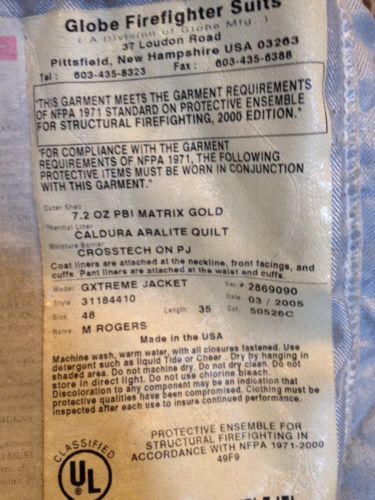 Globe Firefighter Suits
( A Division of Globe Mfg )
37 Loudon Road
Pittsfield, New Hampshire USA 03263
Tel : 603-435-8323 Fax : 603-435-6388
"THIS GARMENT MEETS THE GARMENT REQUIREMENTS
OF NFPA 1971 STANDARD ON PROTECTIVE ENSEMBLE
FOR STRUCTURAL FIREFIGHTING, 2000 EDITION."
"FOR COMPLIANCE WITH THE GARMENT
REQUIREMENTS OF NFPA 1971, THE FOLLOWING
PROTECTIVE ITEMS MUST BE WORN IN CONJUNCTION
WITH THIS GARMENT."
Outer Shell
7.2 OZ PBI MATRIX GOLD
Thermal Liner
CALDURA ARALITE QUILT
Moisture Barrier
CROSSTECH ON PJ
Coat liners are attached at the neckline, front facings, and
cuffs. Pant liners are attached at the waist and cuffs.
Model GXTREME JACKET Ser # 2869090
Style 31184410 Date 03 / 2005
Size 48 Length: 35 Cut: 50526C
Name M ROGERS
Made in the USA
Machine wash, warm water, with all closures fastened. Use
detergent such as liquid Tide or Cheer . Dry by hanging in
shaded area. Do not machine dry. Do not dry clean. Do not
store in direct light. Do not use chlorine bleach.
Discoloration to any component may be an indication that
protective qualities have been compromised. Clothing must be
inspected after each use to insure continued performance.
CLASSIFIED
UL
PROTECTIVE ENSEMBLE FOR
STRUCTURAL FIREFIGHTING IN
ACCORDANCE WITH NFPA 1971-2000
49F9